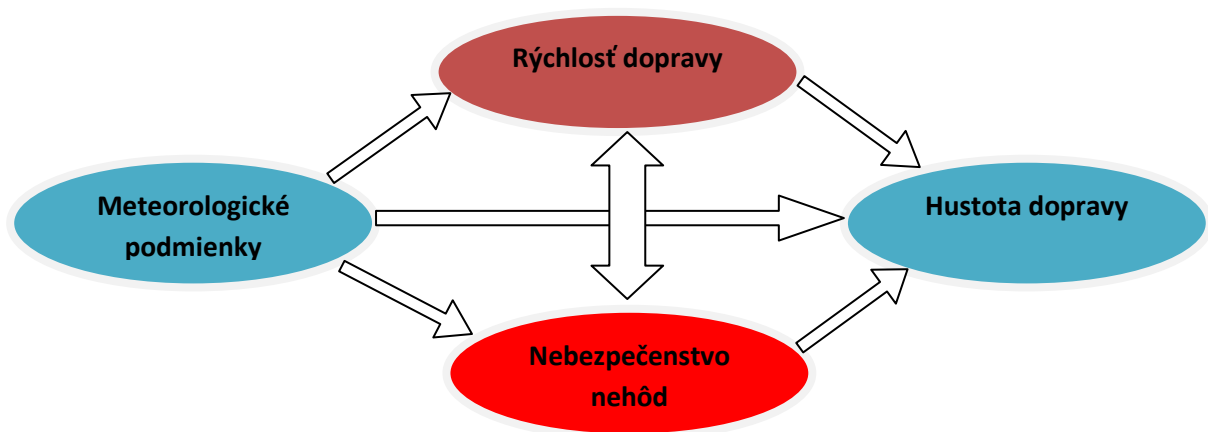 Rýchlosť dopravy
Meteorologické
podmienky
Hustota dopravy
Nebezpečenstvo
nehôd